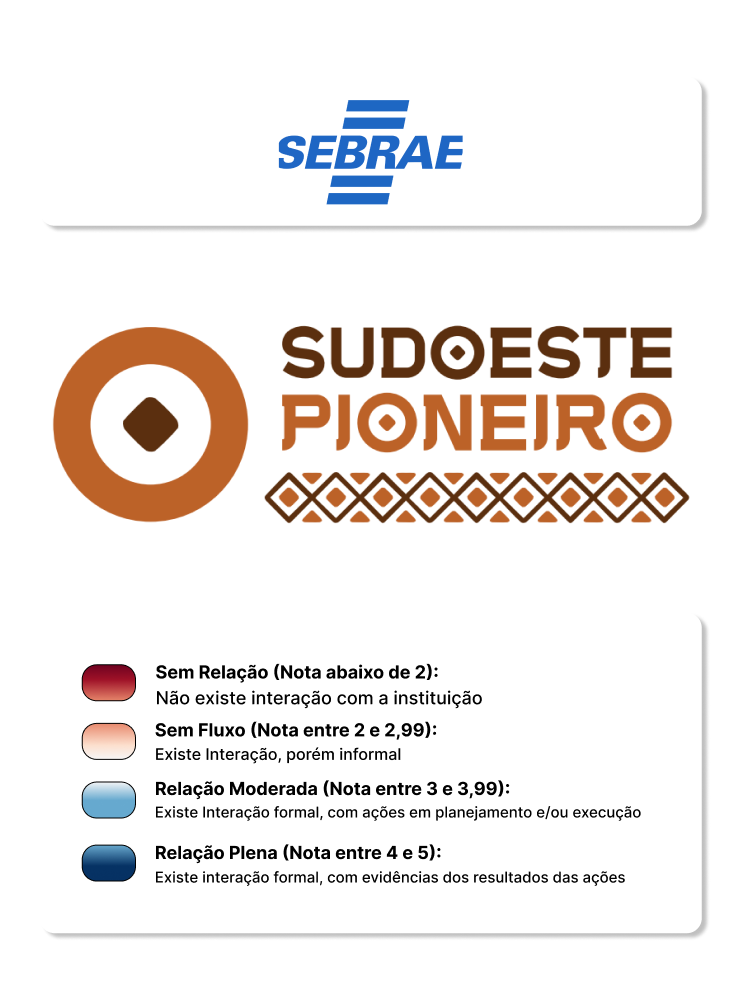 SEBRAE
SUDOESTE
PIONEIRO
Sem Relação (Nota abaixo de 2):
Não existe interação com a instituição
Sem Fluxo (Nota entre 2 e 2,99):
Existe Interação, porém informal
Relação Moderada (Nota entre 3 e 3,99):
Existe Interação formal, com ações em planejamento e/ou execução
Relação Plena (Nota entre 4 e 5):
Existe interação formal, com evidências dos resultados das ações